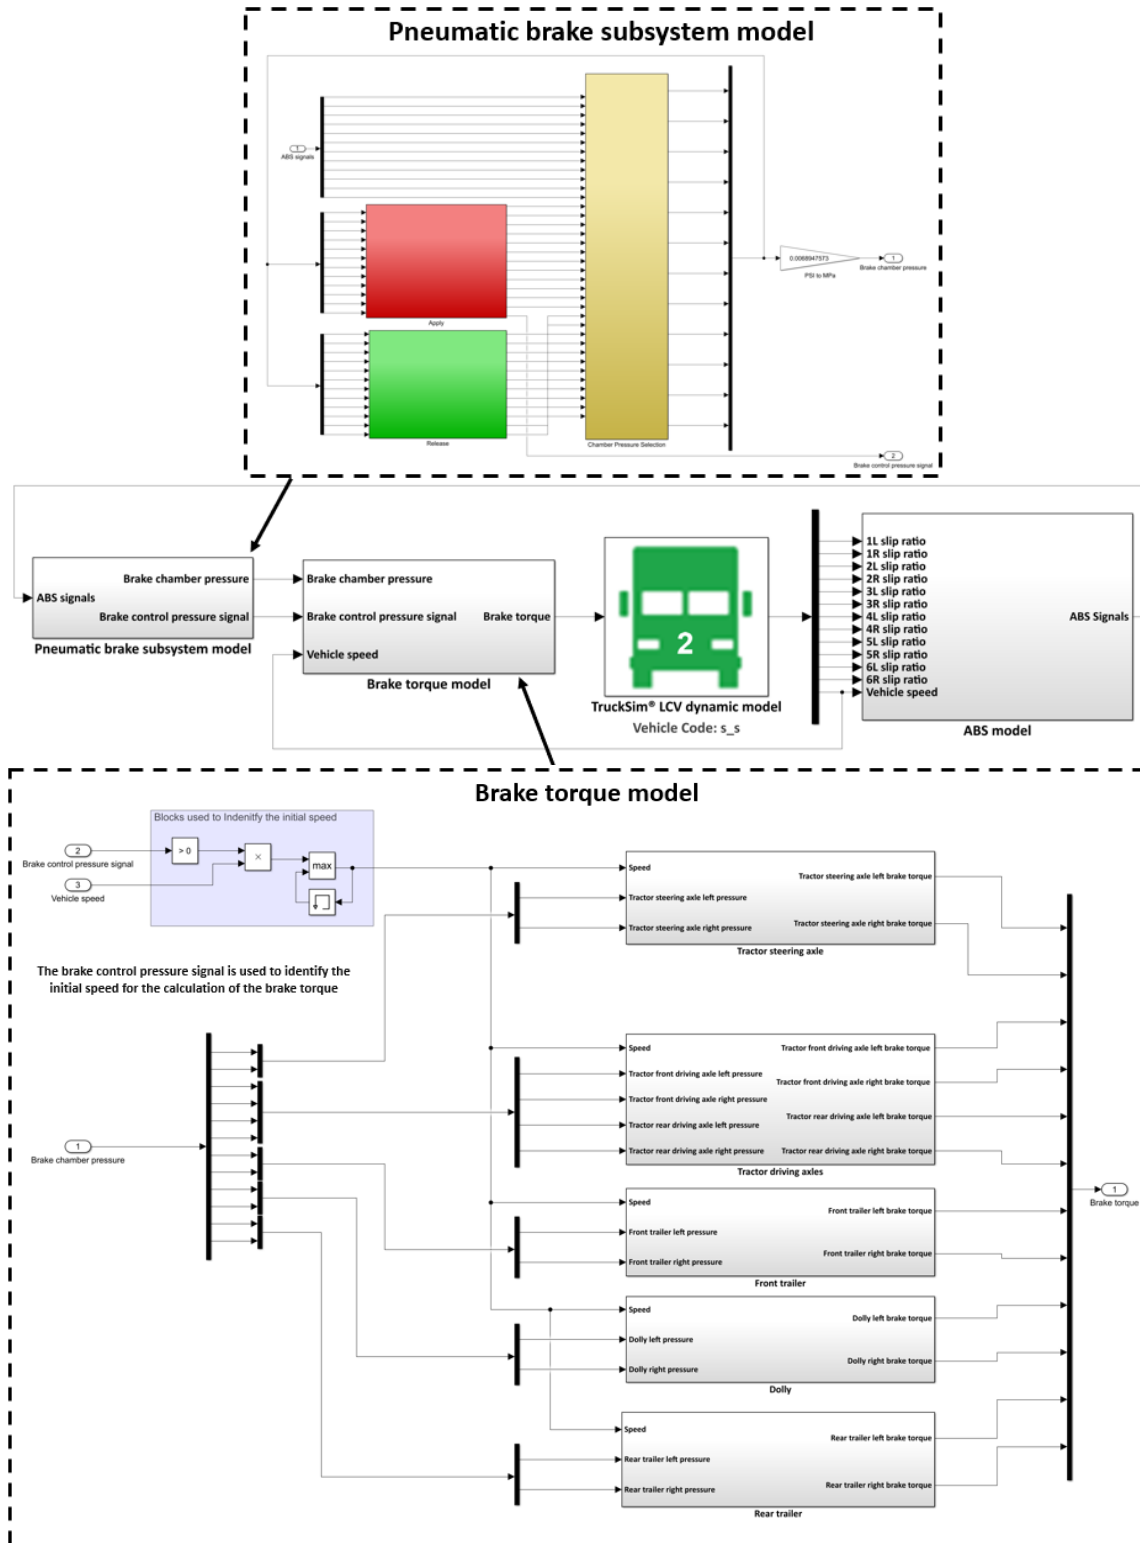 Pneumatic brake subsystem model
1
ABS signals
Apply
Release
Chamber Pressure Selection
0.0068947573
PSI to MPa
1
Brake chamber pressure
2
Brake control pressure signal
ABS signals
Brake chamber pressure
Brake control pressure signal
Pneumatic brake subsystem model
Brake chamber pressure
Brake control pressure signal
Vehicle speed
Brake torque
Brake torque model
2
TruckSim® LCV dynamic model
Vehicle Code: s_s
1L slip ratio
1R slip ratio
2L slip ratio
2R slip ratio
3L slip ratio
3R slip ratio
4L slip ratio
4R slip ratio
5L slip ratio
5R slip ratio
6L slip ratio
6R slip ratio
Vehicle speed
ABS Signals
ABS model
Brake torque model
Blocks used to Indenitfy the initial speed
2
Brake control pressure signal
3
Vehicle speed
> 0
×
max
The brake control pressure signal is used to identify the
initial speed for the calculation of the brake torque
1
Brake chamber pressure
Speed
Tractor steering axle left pressure
Tractor steering axle right pressure
Tractor steering axle left brake torque
Tractor steering axle right brake torque
Tractor steering axle
Speed
Tractor front driving axle left pressure
Tractor front driving axle right pressure
Tractor rear driving axle left pressure
Tractor rear driving axle right pressure
Tractor front driving axle left brake torque
Tractor front driving axle right brake torque
Tractor rear driving axle left brake torque
Tractor rear driving axle right brake torque
Tractor driving axles
Speed
Front trailer left pressure
Front trailer right pressure
Front trailer left brake torque
Front trailer right brake torque
Front trailer
Speed
Dolly left pressure
Dolly right pressure
Dolly left brake torque
Dolly right brake torque
Dolly
Speed
Rear trailer left pressure
Rear trailer right pressure
Rear trailer left brake torque
Rear trailer right brake torque
Rear trailer
1
Brake torque